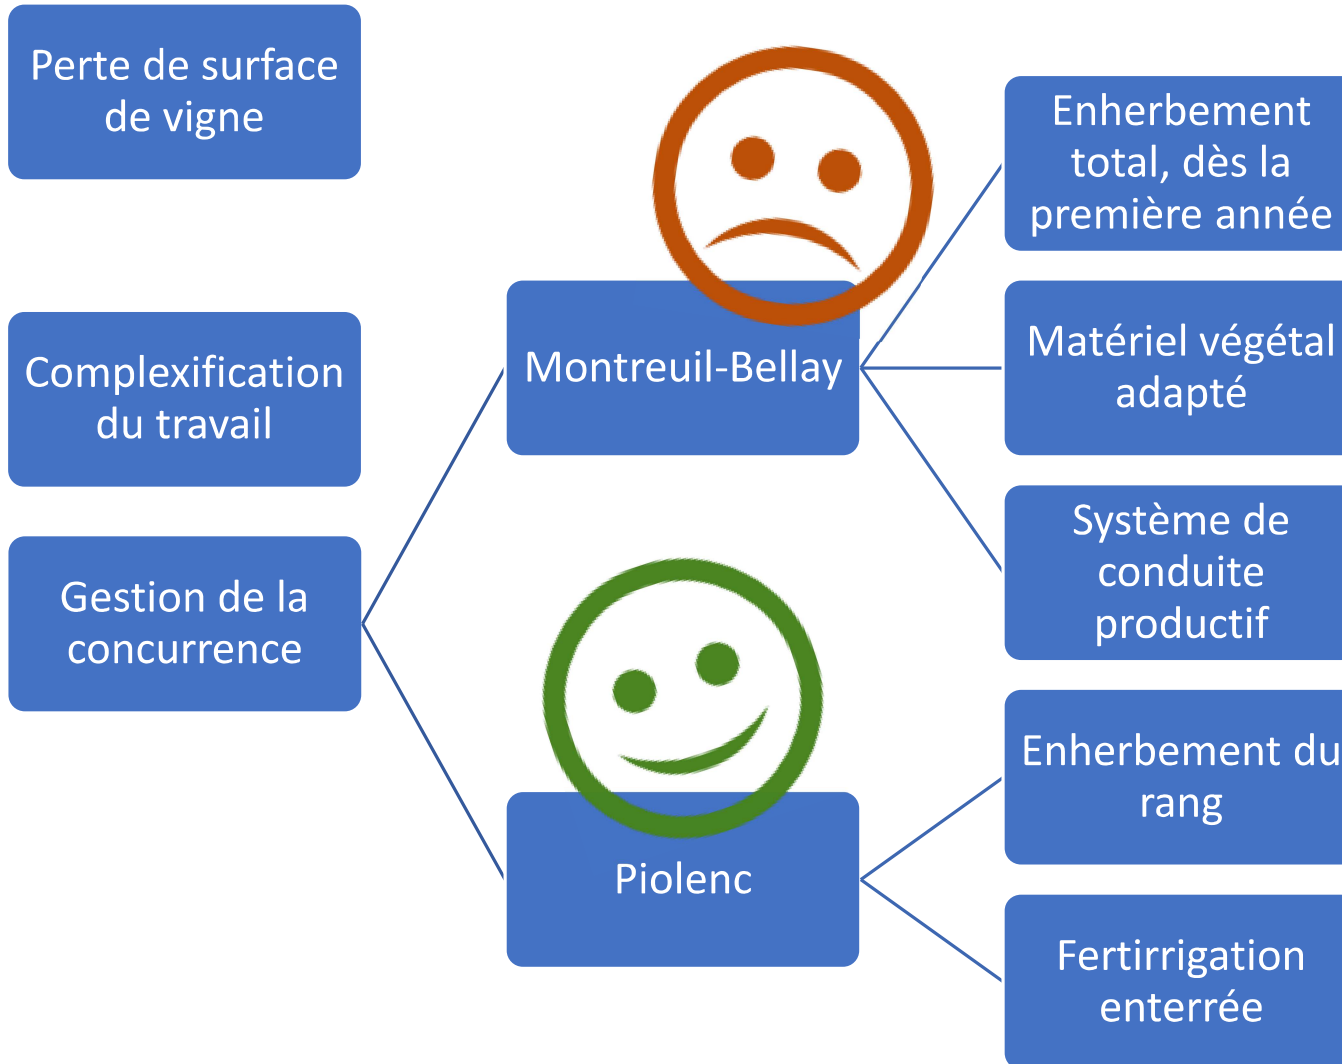 Perte de surface
de vigne
Complexification
du travail
Gestion de la
concurrence
Montreuil-Bellay
Piolenc
Enherbement
total, dès la
première année
Matériel végétal
adapté
Système de
conduite
productif
Enherbement du
rang
Fertirrigation
enterrée